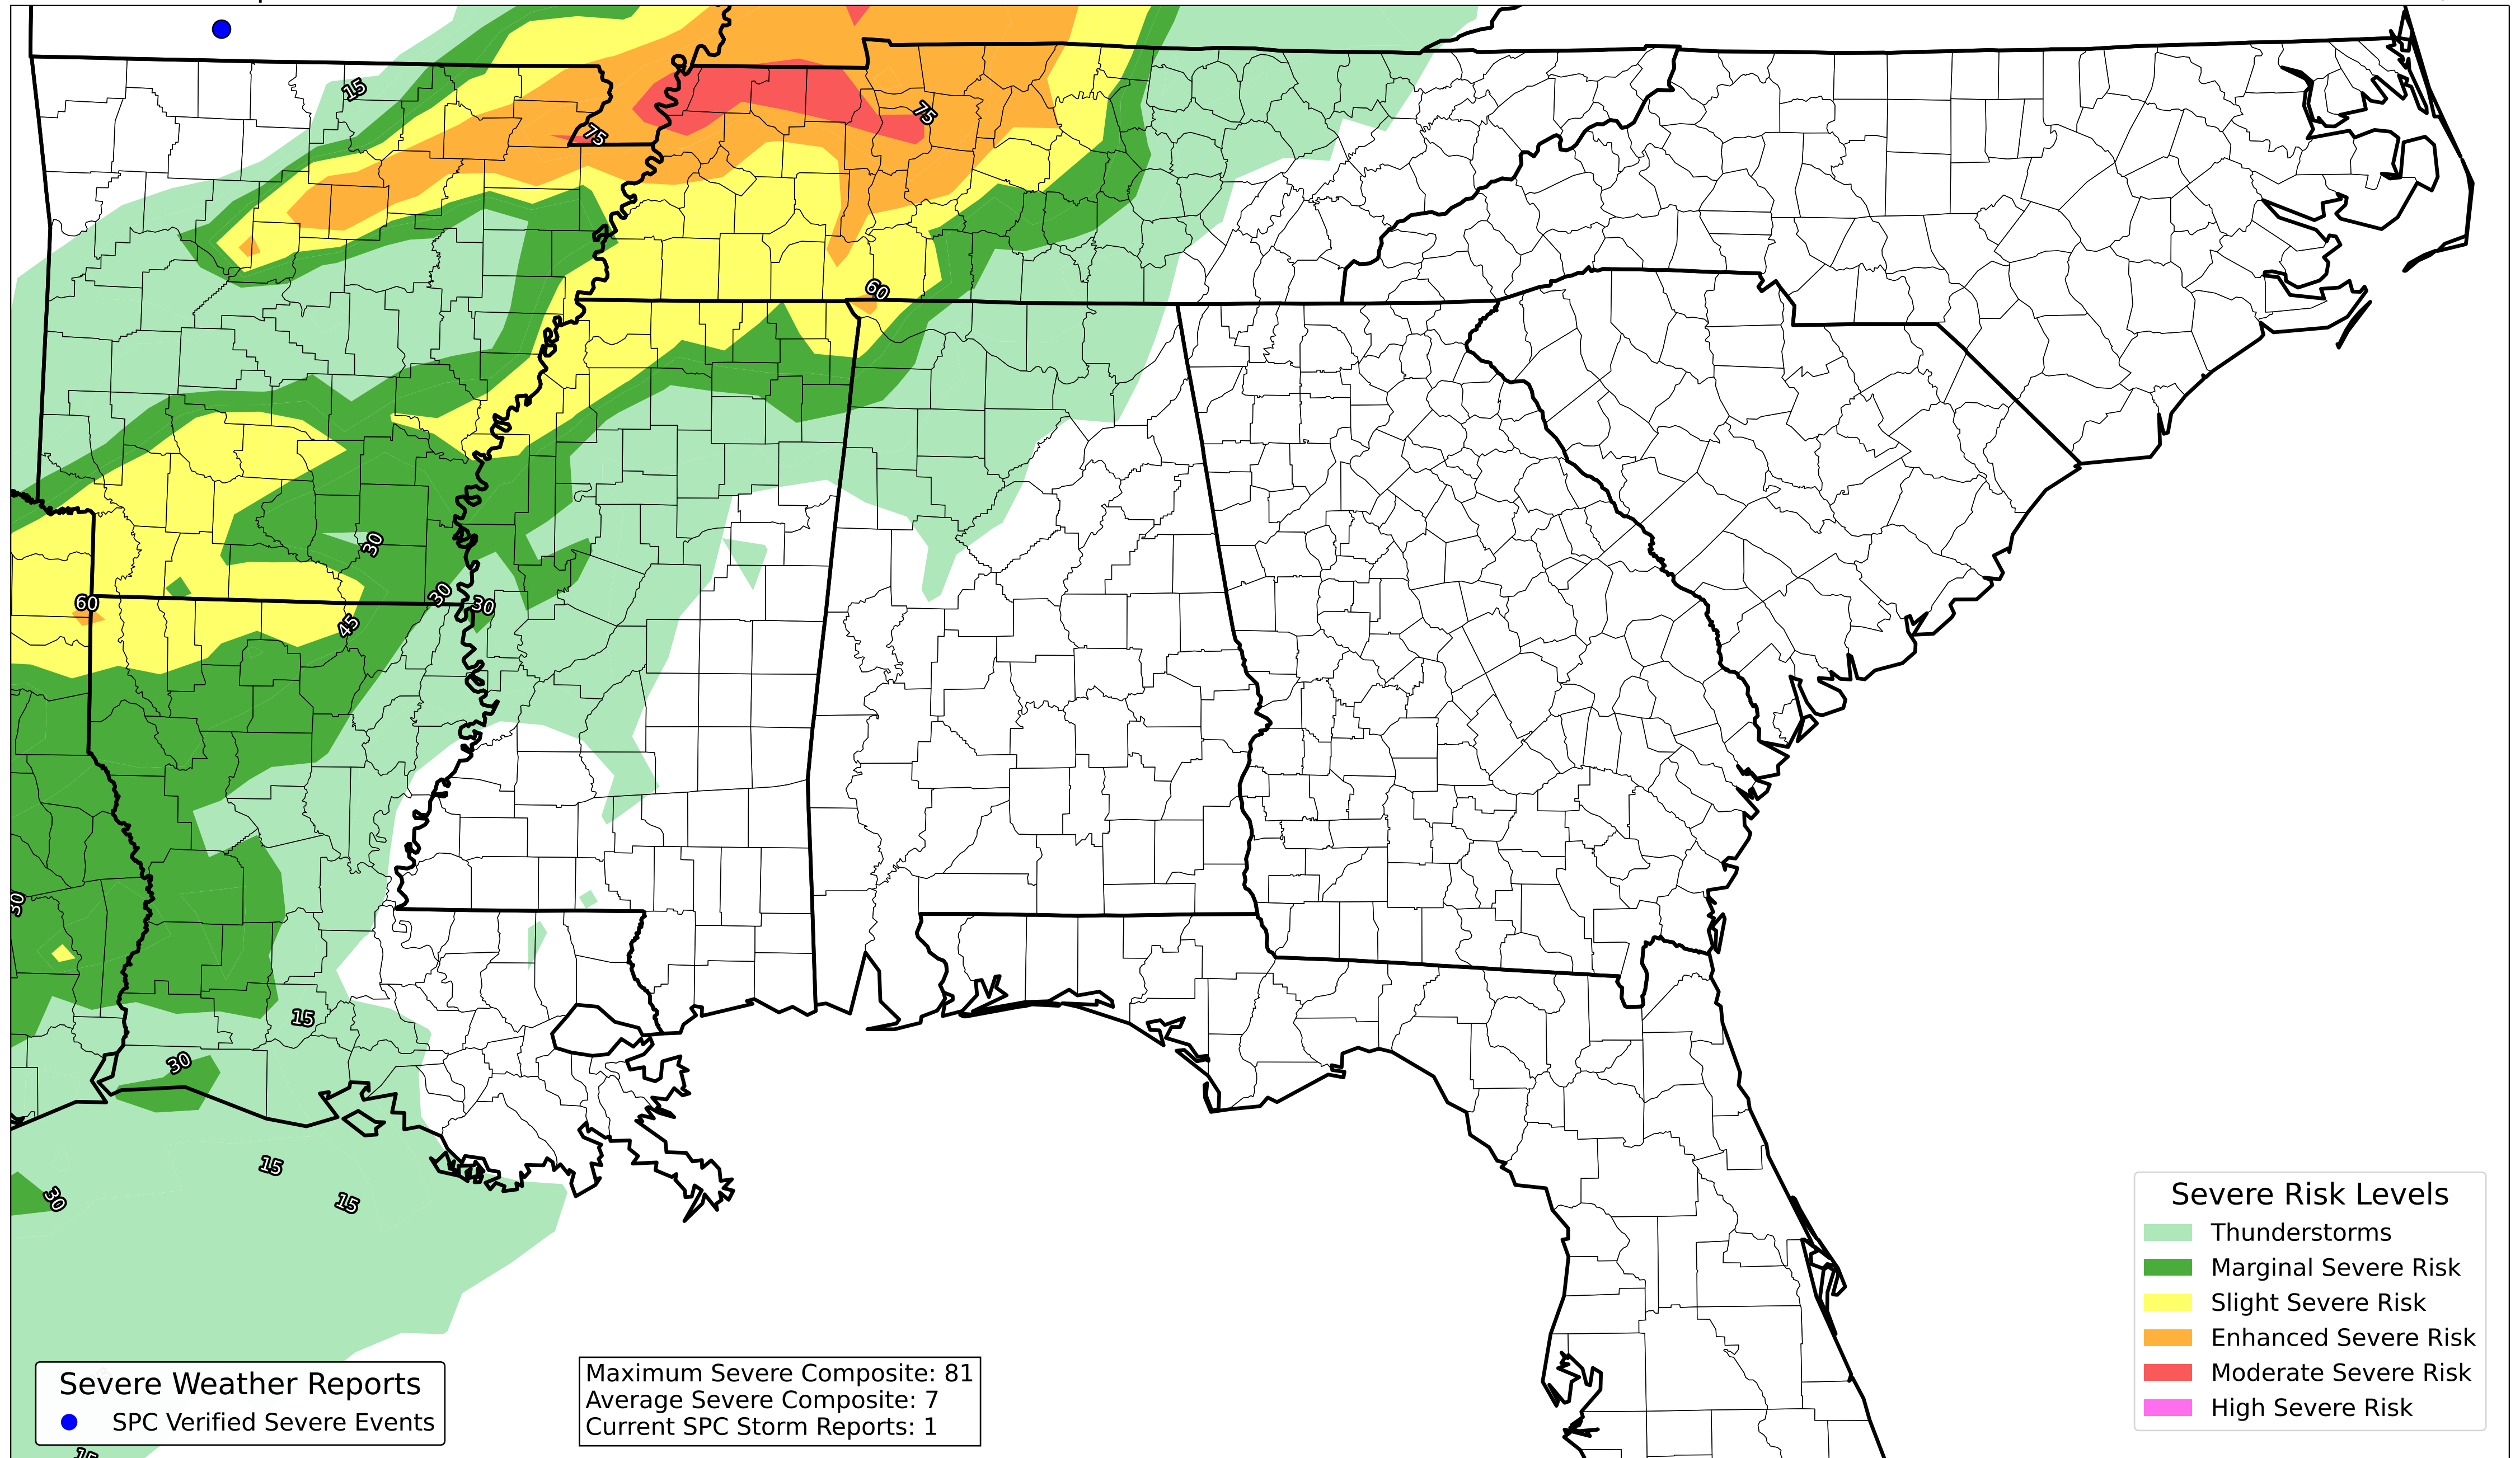 15
75
75
60
30
30
30
60
45
30
15
30
15
30
15
15
Severe Risk Levels
Thunderstorms
Marginal Severe Risk
Slight Severe Risk
Enhanced Severe Risk
Moderate Severe Risk
High Severe Risk
Severe Weather Reports
SPC Verified Severe Events
Maximum Severe Composite: 81
Average Severe Composite: 7
Current SPC Storm Reports: 1